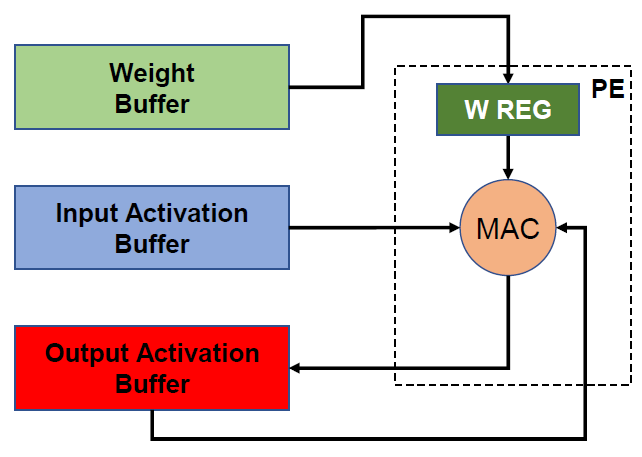 Weight
Buffer
PE
W REG
Input Activation
Buffer
MAC
Output Activation
Buffer